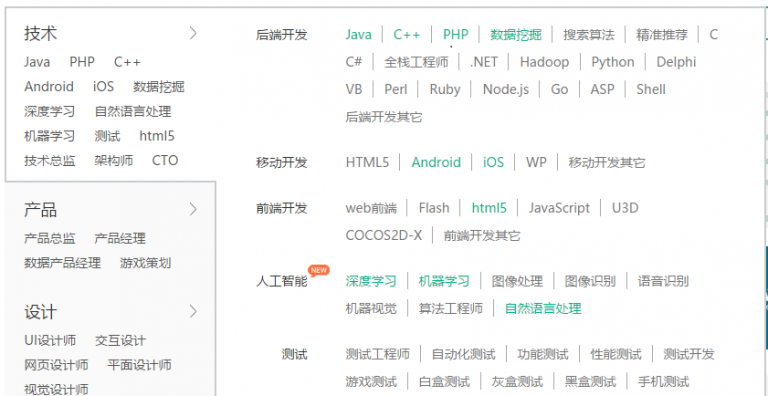 技术
Java PHP C++
Android iOS 数据挖掘
深度学习 自然语言处理
机器学习 测试 html5
技术总监 架构师 CTO
产品
产品总监 产品经理
数据产品经理 游戏策划
设计
UI设计师 交互设计
网页设计师 平面设计师
视觉设计师
后端开发 Java C++ PHP 数据挖掘 搜索算法 精准推荐 C
C# 全栈工程师 .NET Hadoop Python Delphi
VB Perl Ruby Node.js Go ASP Shell
后端开发其它
移动开发 HTML5 Android iOS WP 移动开发其它
前端开发 web前端 Flash html5 JavaScript U3D
COCOS2D-X 前端开发其它
人工智能 NEW 深度学习 机器学习 图像处理 图像识别 语音识别
机器视觉 算法工程师 自然语言处理
测试 测试工程师 自动化测试 功能测试 性能测试 测试开发
游戏测试 白盒测试 灰盒测试 黑盒测试 手机测试